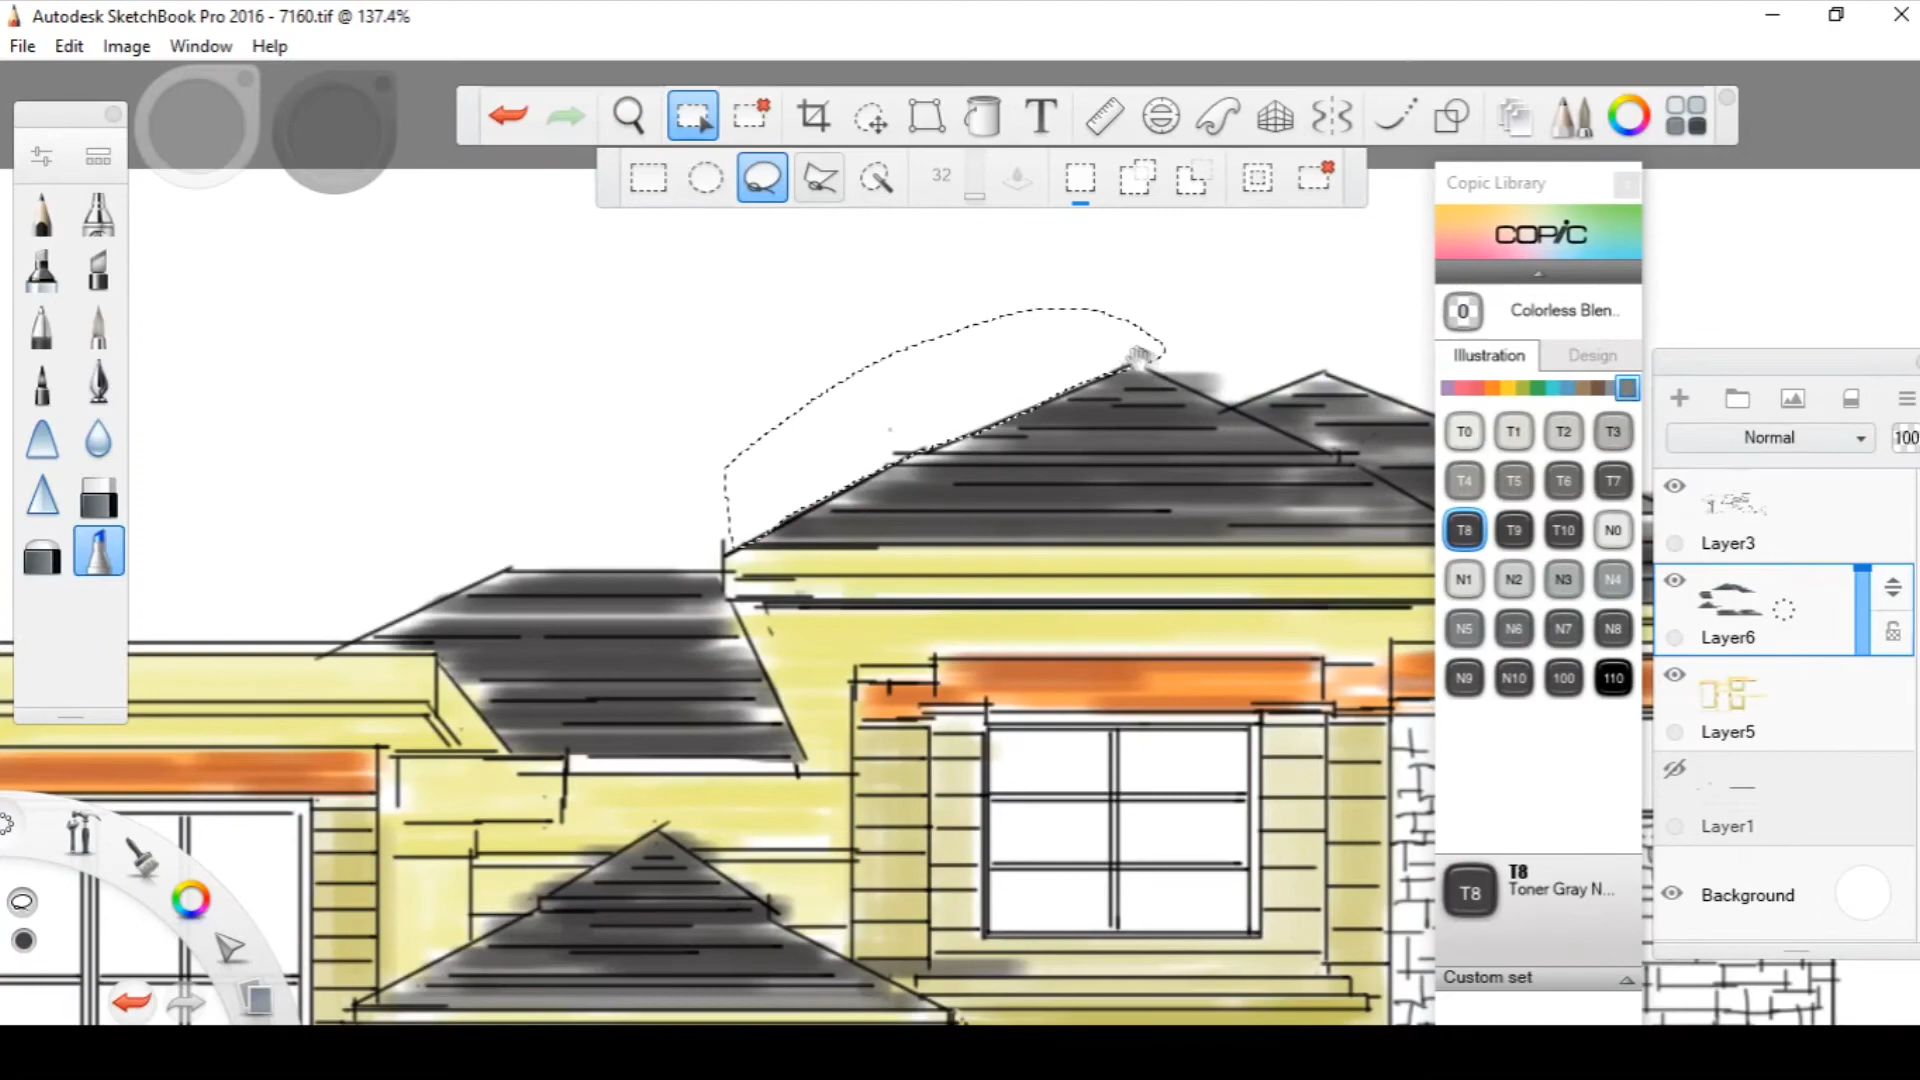 Autodesk SketchBook Pro 2016 - 7160.tif @ 137.4%
File Edit Image Window Help
T
32
Copic Library
COPIC
0 Colorless Blen..
Illustration Design
T0 T1 T2 T3
T4 T5 T6 T7
T8 T9 T10 N0
N1 N2 N3 N4
N5 N6 N7 N8
N9 N10 100 110
T8
T8
Toner Gray N...
Custom set
Normal
100
Layer3
Layer6
Layer5
Layer1
Background